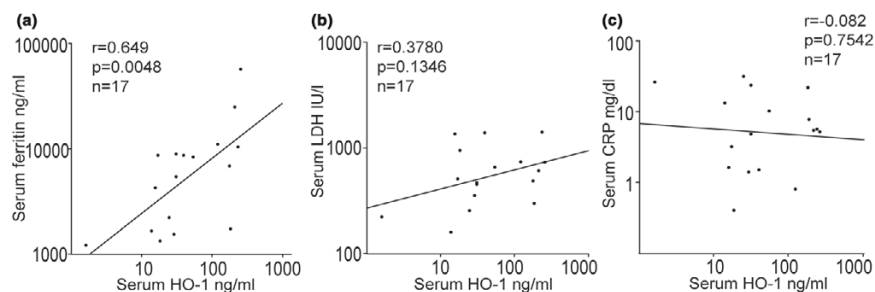 (a)
r=0.649
p=0.0048
n=17
Serum ferritin ng/ml
100000
10000
1000
10
100
1000
Serum HO-1 ng/ml
(b)
r=0.3780
p=0.1346
n=17
Serum LDH IU/l
10000
1000
100
10
100
1000
Serum HO-1 ng/ml
(c)
r=-0.082
p=0.7542
n=17
Serum CRP mg/dl
100
10
1
10
100
1000
Serum HO-1 ng/ml